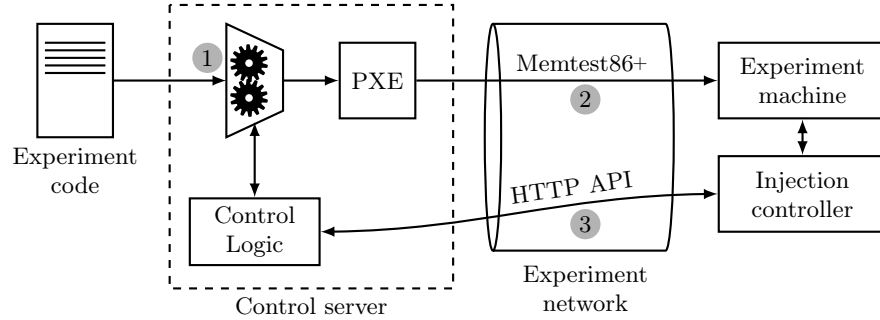 1
PXE
Memtest86+
2
Experiment
machine
Experiment
code
Control
Logic
HTTP API
3
Injection
controller
Control server
Experiment
network